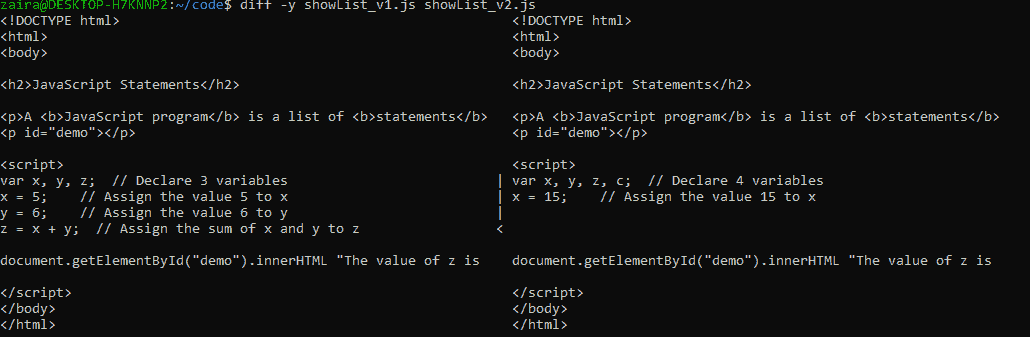 zaira@DESKTOP-H7KNNP2:~/code$ diff -y showList_v1.js showList_v2.js
<!DOCTYPE html>                                                 <!DOCTYPE html>
<html>                                                          <html>
<body>                                                          <body>

<h2>JavaScript Statements</h2>                                  <h2>JavaScript Statements</h2>

<p>A <b>JavaScript program</b> is a list of <b>statements</b>   <p>A <b>JavaScript program</b> is a list of <b>statements</b>
<p id="demo"></p>                                               <p id="demo"></p>

<script>                                                        <script>
var x, y, z;  // Declare 3 variables                          | var x, y, z, c;  // Declare 4 variables
x = 5;    // Assign the value 5 to x                          | x = 15;    // Assign the value 15 to x
y = 6;    // Assign the value 6 to y                          |
z = x + y;  // Assign the sum of x and y to z                 <

document.getElementById("demo").innerHTML "The value of z is    document.getElementById("demo").innerHTML "The value of z is

</script>                                                       </script>
</body>                                                         </body>
</html>                                                         </html>